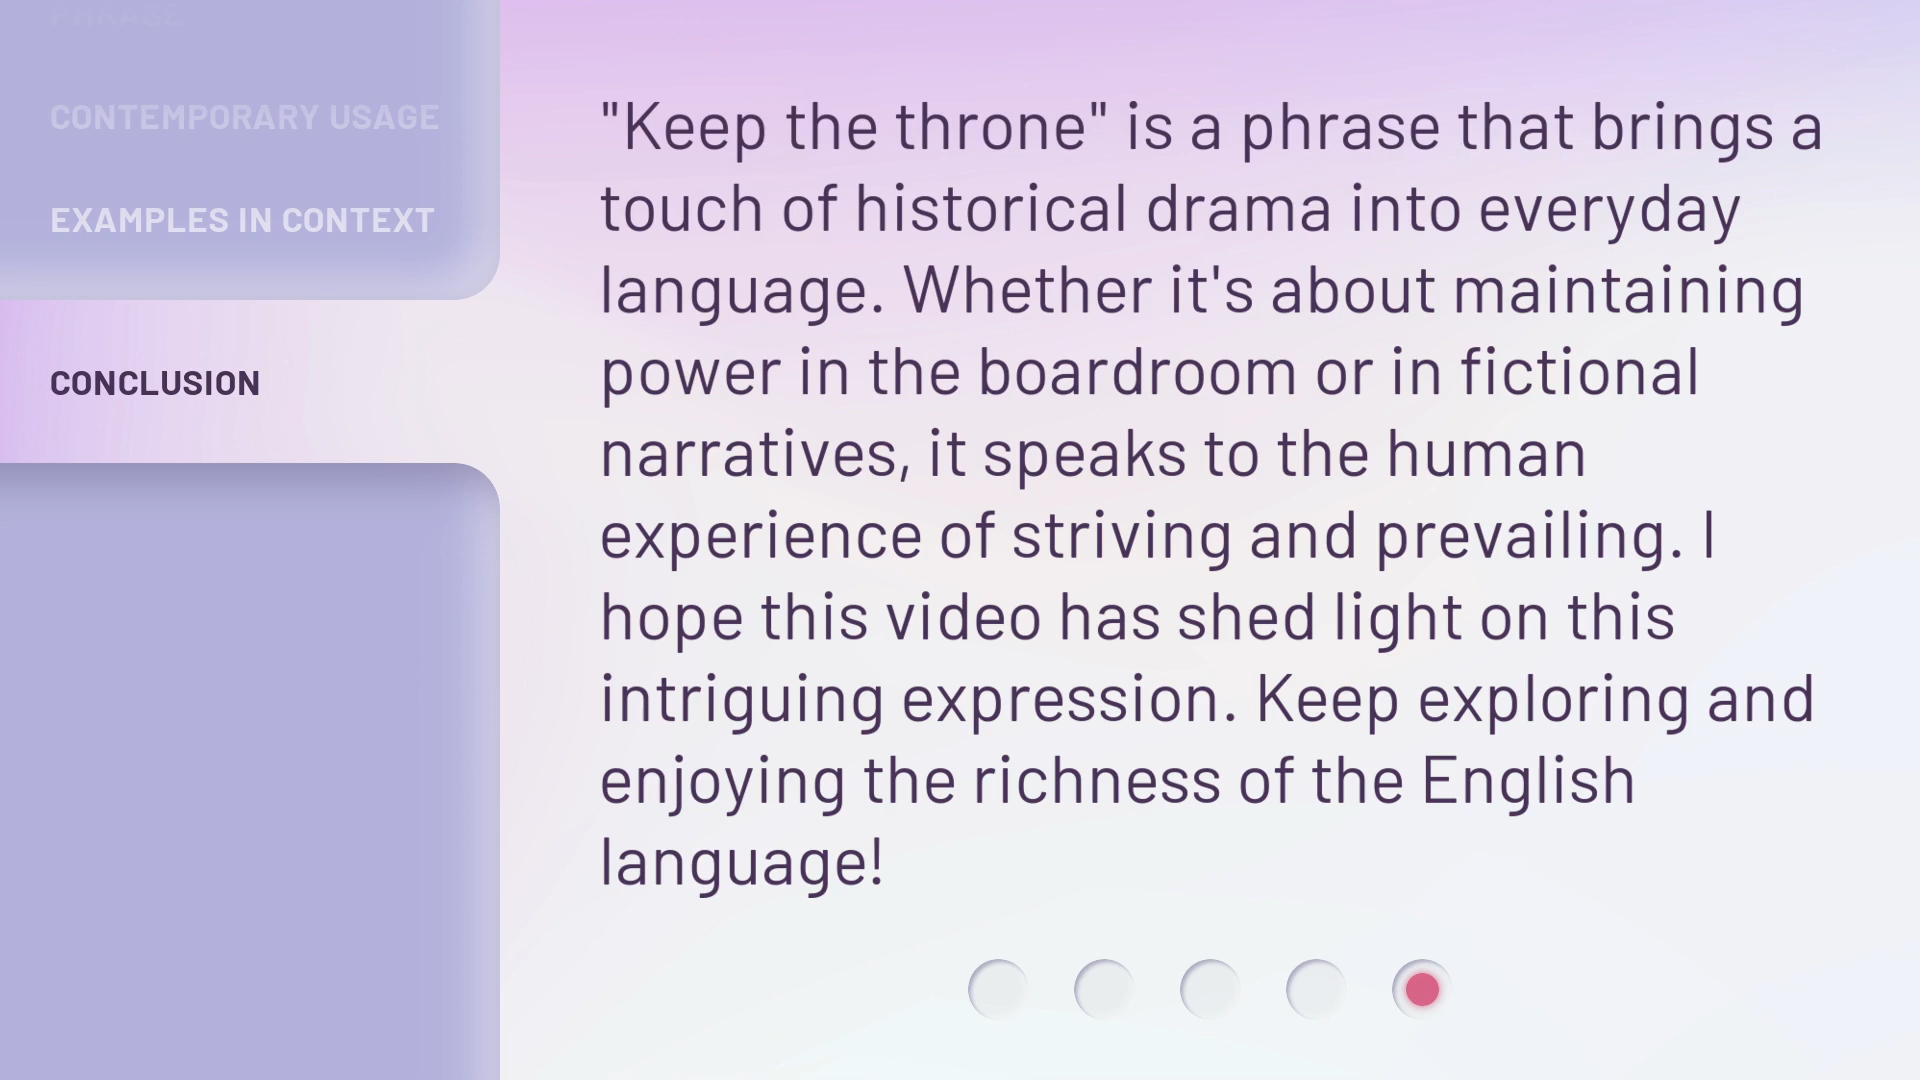 PHRASE
CONTEMPORARY USAGE
EXAMPLES IN CONTEXT
CONCLUSION
"Keep the throne" is a phrase that brings a
touch of historical drama into everyday
language. Whether it's about maintaining
power in the boardroom or in fictional
narratives, it speaks to the human
experience of striving and prevailing. I
hope this video has shed light on this
intriguing expression. Keep exploring and
enjoying the richness of the English
language!